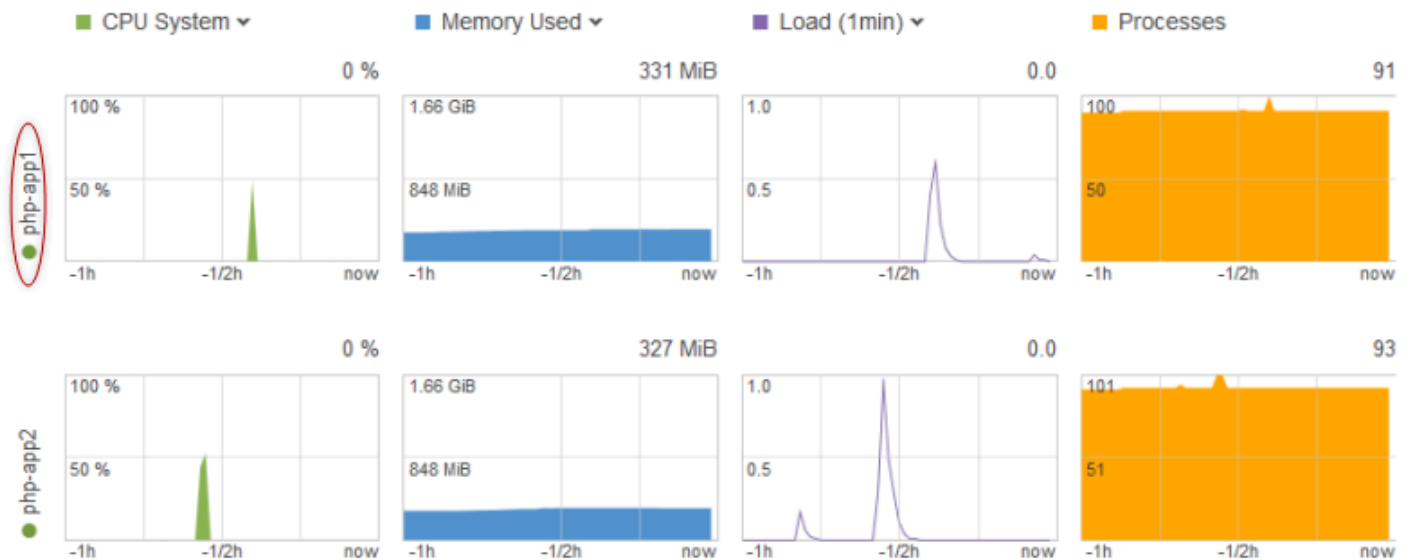 CPU System
Memory Used
Load (1min)
Processes
0 %
331 MiB
0.0
91
php-app1
100 %
50 %
-1h
-1/2h
now
1.66 GiB
848 MiB
-1h
-1/2h
now
1.0
0.5
-1h
-1/2h
now
100
50
-1h
-1/2h
now
0 %
327 MiB
0.0
93
php-app2
100 %
50 %
-1h
-1/2h
now
1.66 GiB
848 MiB
-1h
-1/2h
now
1.0
0.5
-1h
-1/2h
now
101
51
-1h
-1/2h
now